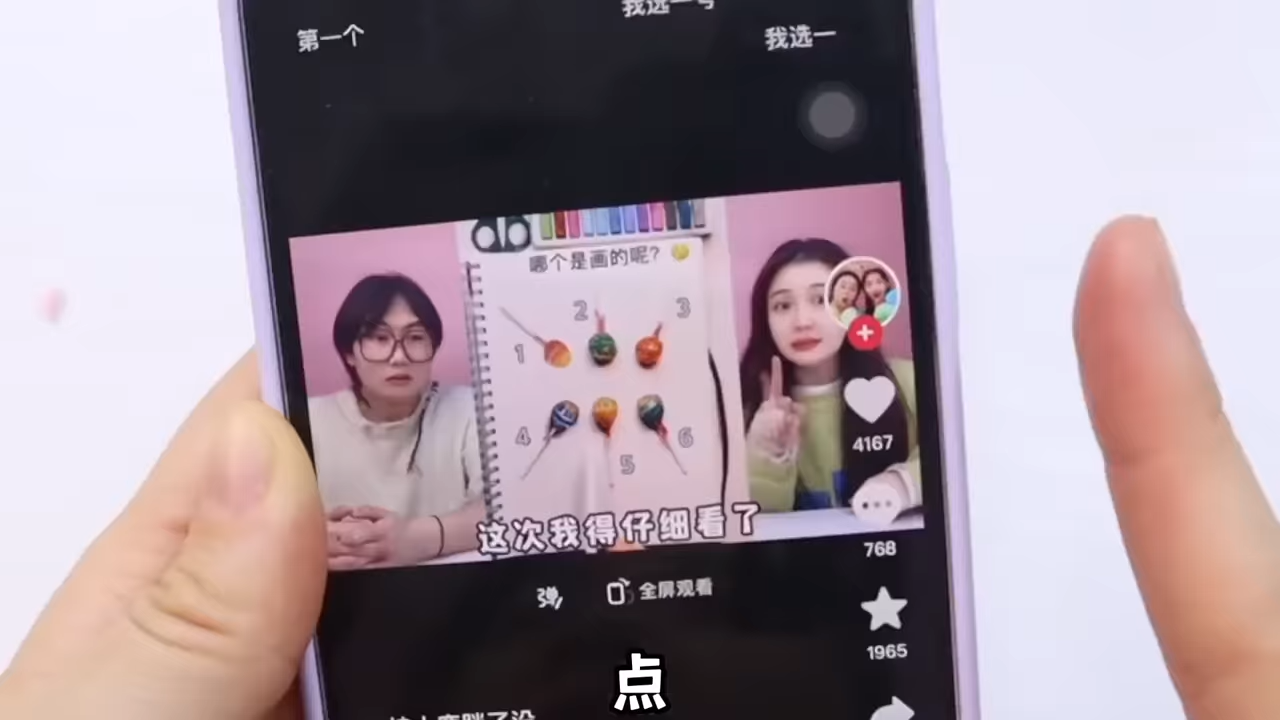 我选一号
第一个
我选一
哪个是画的呢?
2
3
1
4
6
5
这次我得仔细看了
4167
768
弹
全屏观看
1965
点